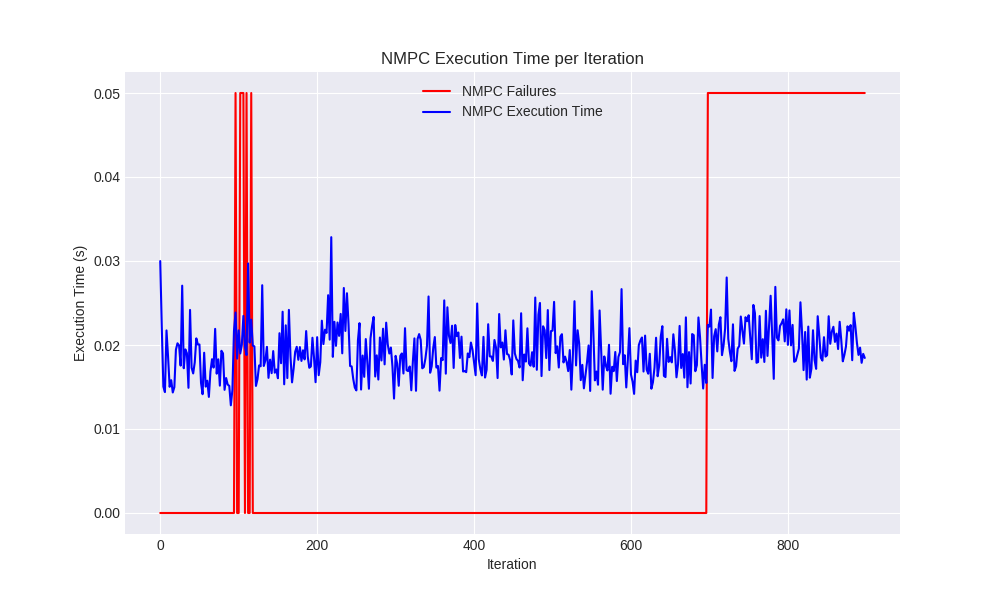 NMPC Execution Time per Iteration
NMPC Failures
NMPC Execution Time
0.05
0.04
0.03
0.02
0.01
0.00
Execution Time (s)
0 200 400 600 800
Iteration